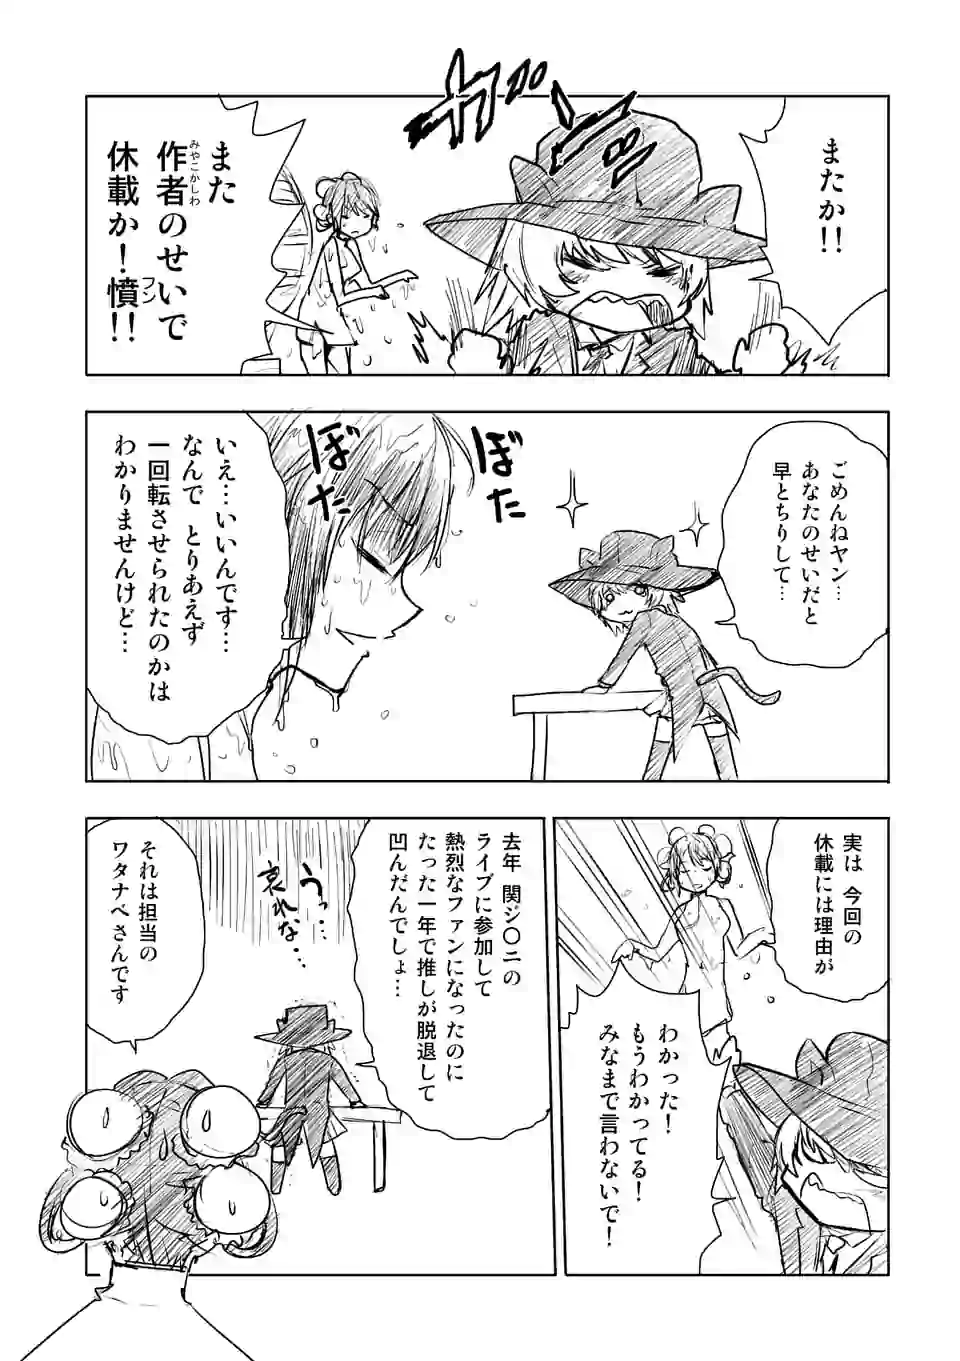 ガガーッ
またか!!
また
作者のせいで
みやこかしわ
休載か!憤!!
フン
ごめんねヤン…
あなたのせいだと
早とちりして…
ぼた
ぼた
いえ…いいんです…
なんで とりあえず
一回転させられたのかは
わかりませんけど…
実は 今回の
休載には理由が
わかった!
もうわかってる!
みなまで言わないで!
去年 関ジ〇ニの
ライブに参加して
熱烈なファンになったのに
たった一年で推しが脱退して
凹んだんでしょ…
うっ…
哀れな…
それは担当の
ワタナベさんです